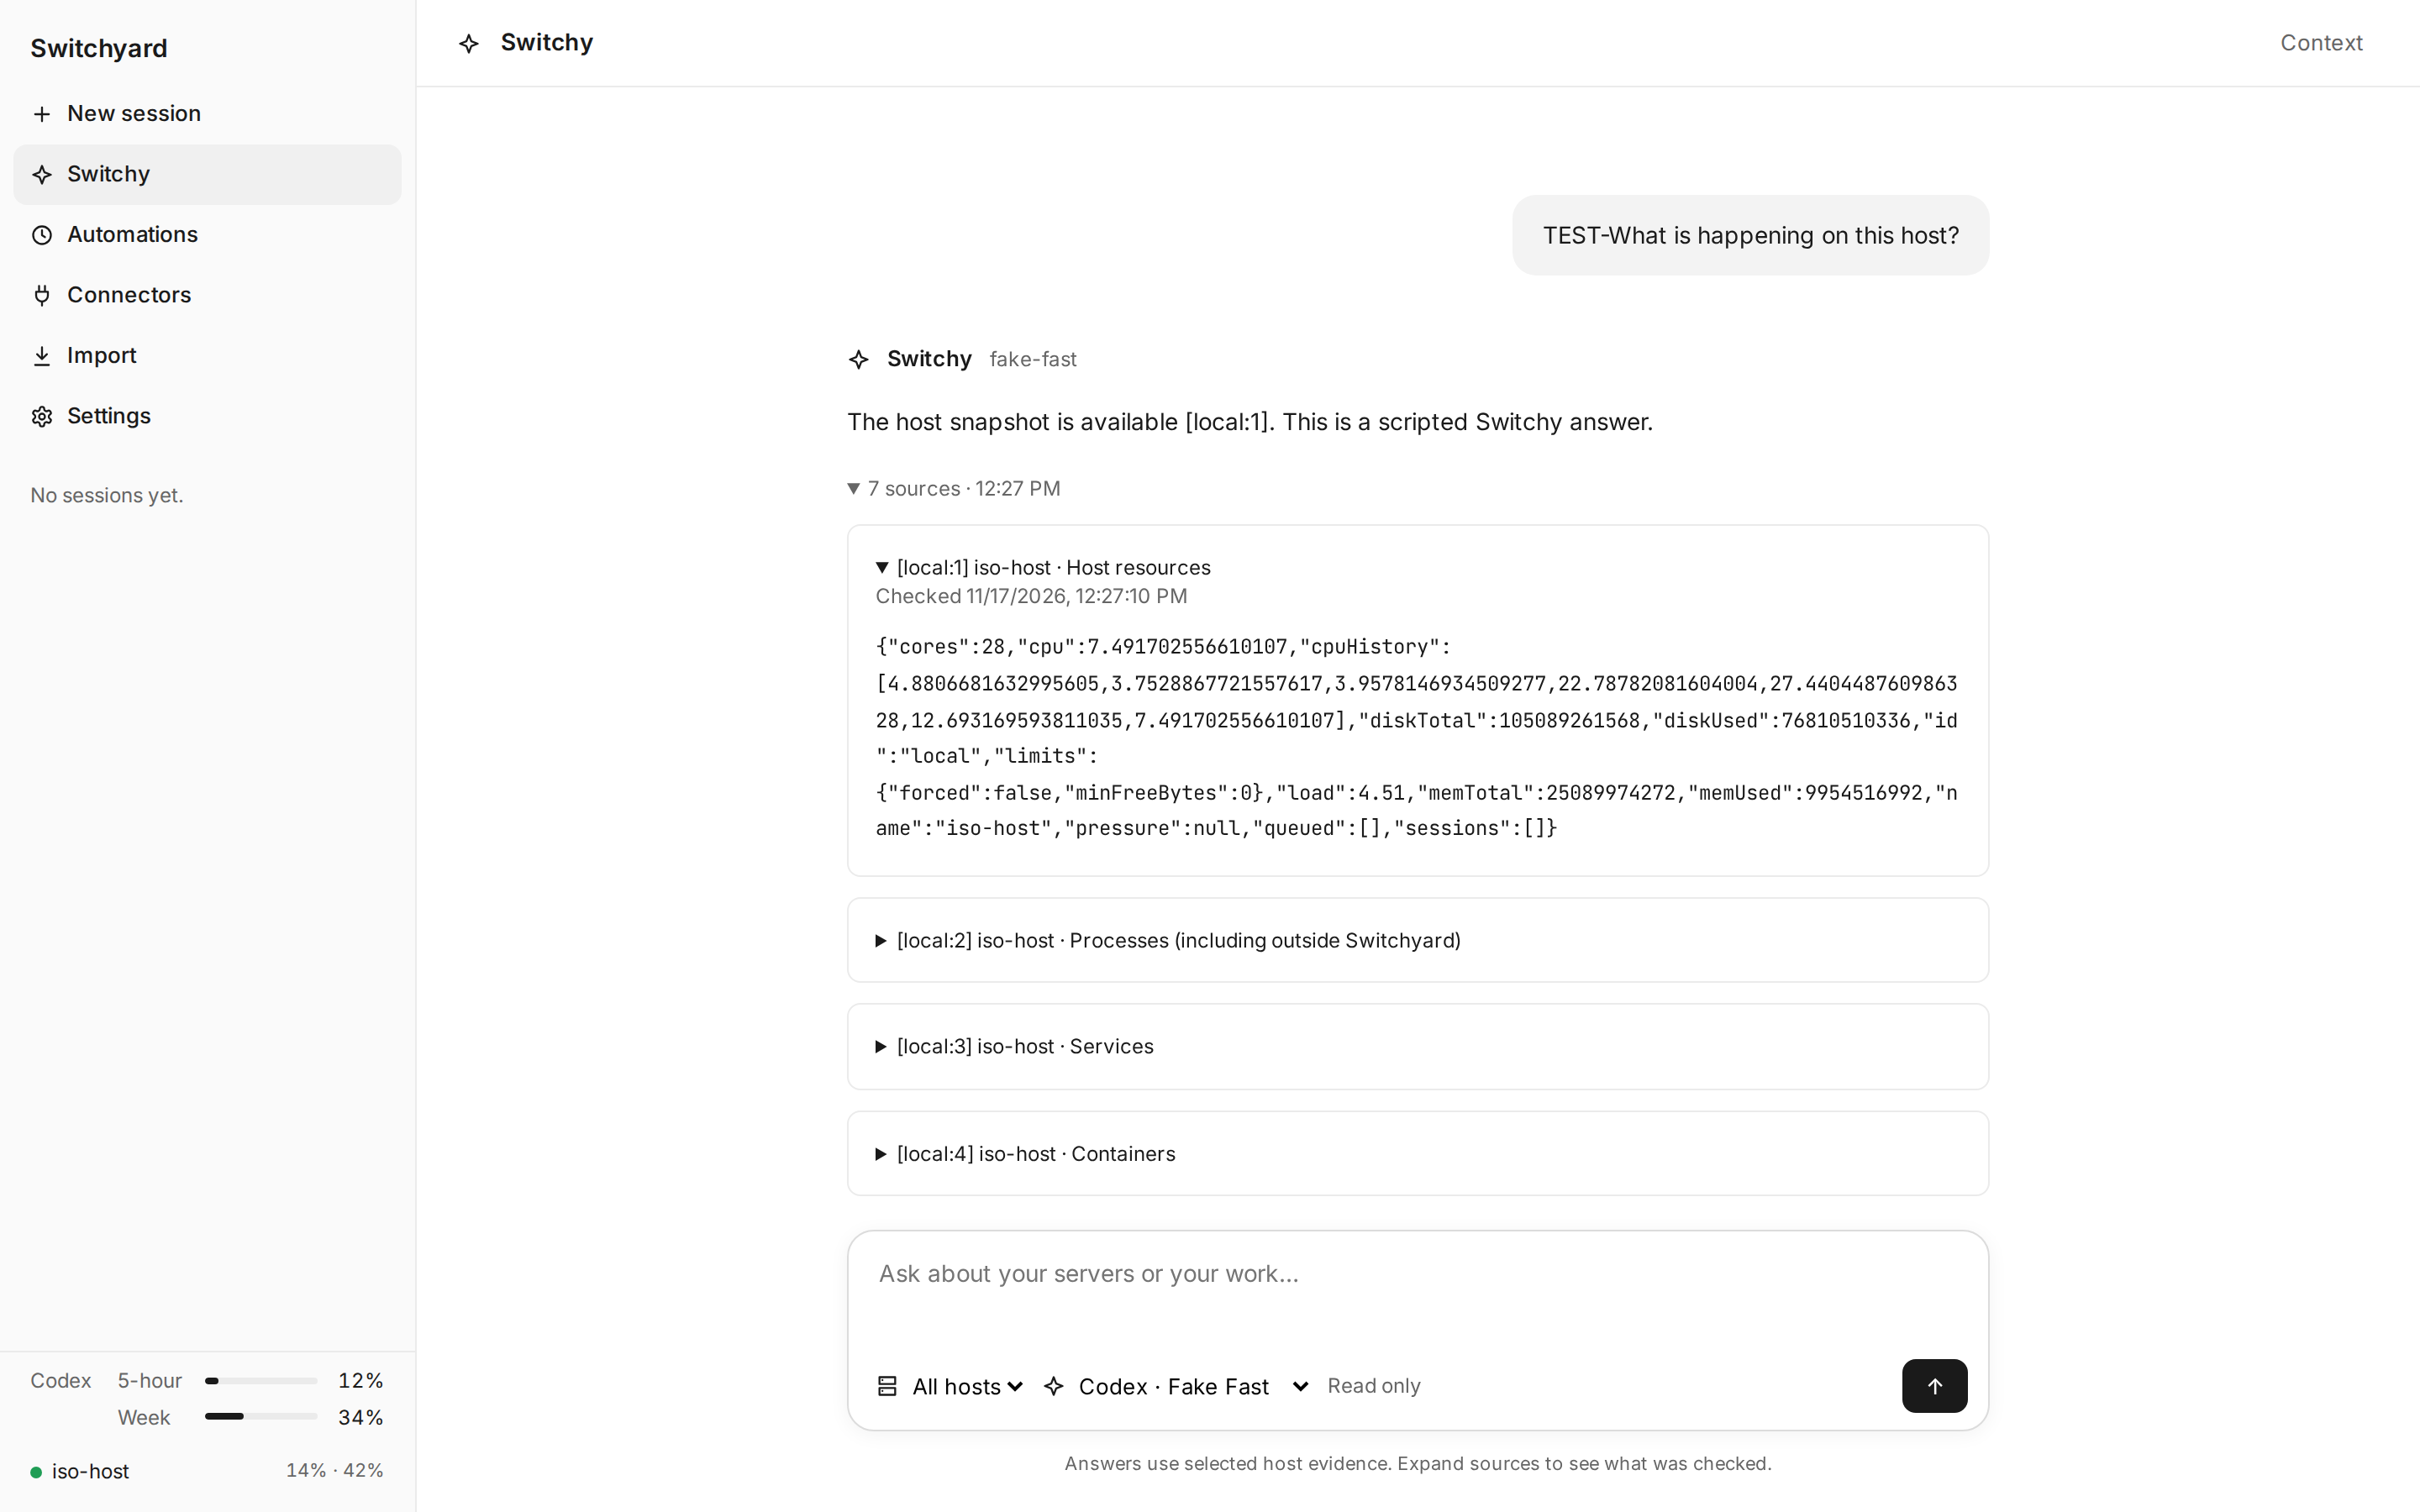 Switchyard
New session
Switchy
Automations
Connectors
Import
Settings
No sessions yet.
Codex 5-hour 12%
Week 34%
iso-host 14% · 42%
Switchy
Context
TEST-What is happening on this host?
Switchy fake-fast
The host snapshot is available [local:1]. This is a scripted Switchy answer.
▼ 7 sources · 12:27 PM
▼ [local:1] iso-host · Host resources
Checked 11/17/2026, 12:27:10 PM
{"cores":28,"cpu":7.491702556610107,"cpuHistory":
[4.8806681632995605,3.7528867721557617,3.9578146934509277,22.78782081604004,27.4404487609863
28,12.693169593811035,7.491702556610107],"diskTotal":105089261568,"diskUsed":76810510336,"id
":"local","limits":
{"forced":false,"minFreeBytes":0},"load":4.51,"memTotal":25089974272,"memUsed":9954516992,"n
ame":"iso-host","pressure":null,"queued":[],"sessions":[]}
▶ [local:2] iso-host · Processes (including outside Switchyard)
▶ [local:3] iso-host · Services
▶ [local:4] iso-host · Containers
Ask about your servers or your work...
All hosts Codex · Fake Fast Read only
Answers use selected host evidence. Expand sources to see what was checked.